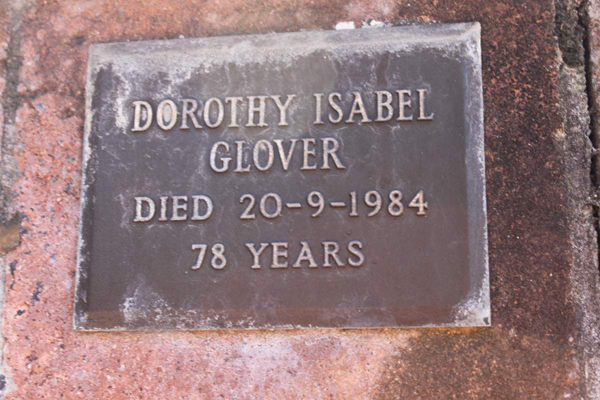 DOROTHY ISABEL
GLOVER
DIED 20-9-1984
78 YEARS